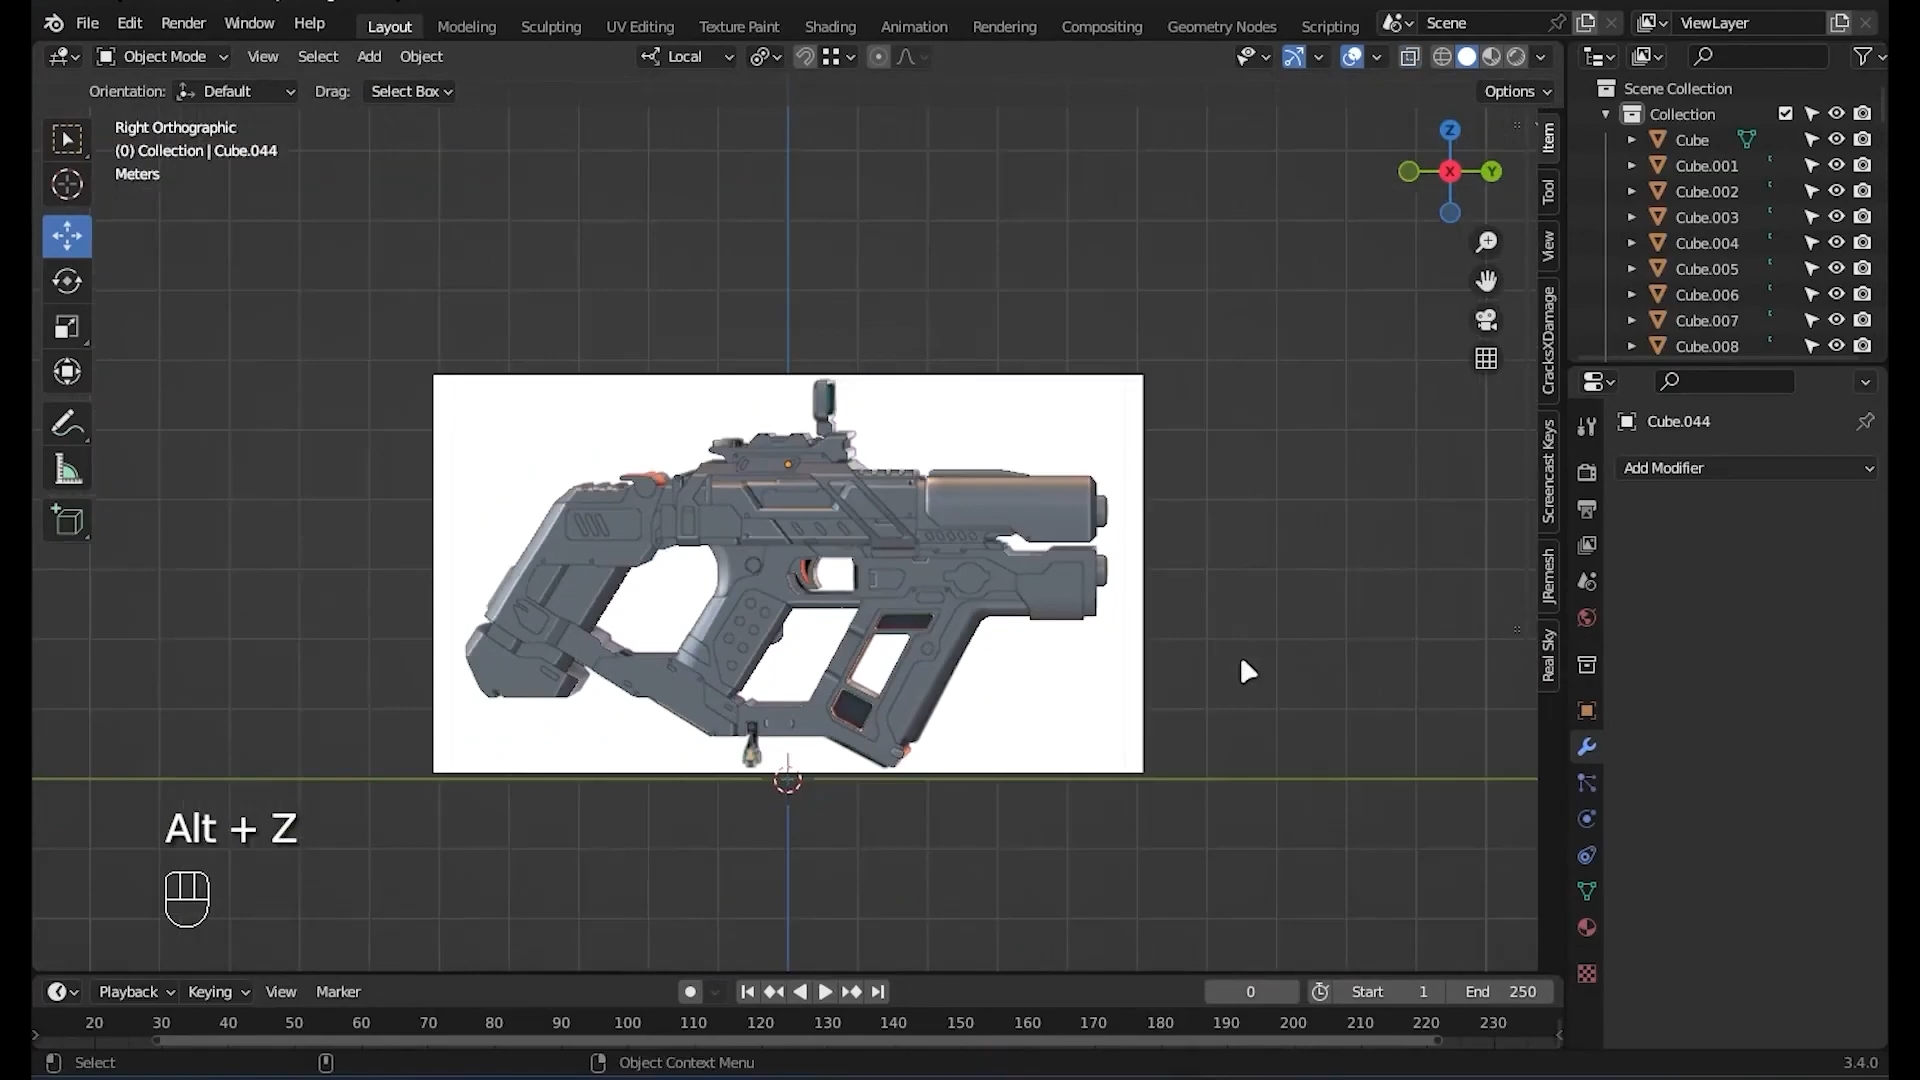 File Edit Render Window Help Layout Modeling Sculpting UV Editing Texture Paint Shading Animation Rendering Compositing Geometry Nodes Scripting Scene ViewLayer
Object Mode View Select Add Object Local
Orientation: Default Drag: Select Box Options
Right Orthographic
(0) Collection | Cube.044
Meters
Z
X
Y
Item
Tool
View
CracksXDamage
Screencast Keys
JRemesh
Real Sky
Scene Collection
Collection
Cube
Cube.001
Cube.002
Cube.003
Cube.004
Cube.005
Cube.006
Cube.007
Cube.008
Cube.044
Add Modifier
Alt + Z
Playback Keying View Marker 0 Start 1 End 250
20 30 40 50 60 70 80 90 100 110 120 130 140 150 160 170 180 190 200 210 220 230
Select Object Context Menu 3.4.0